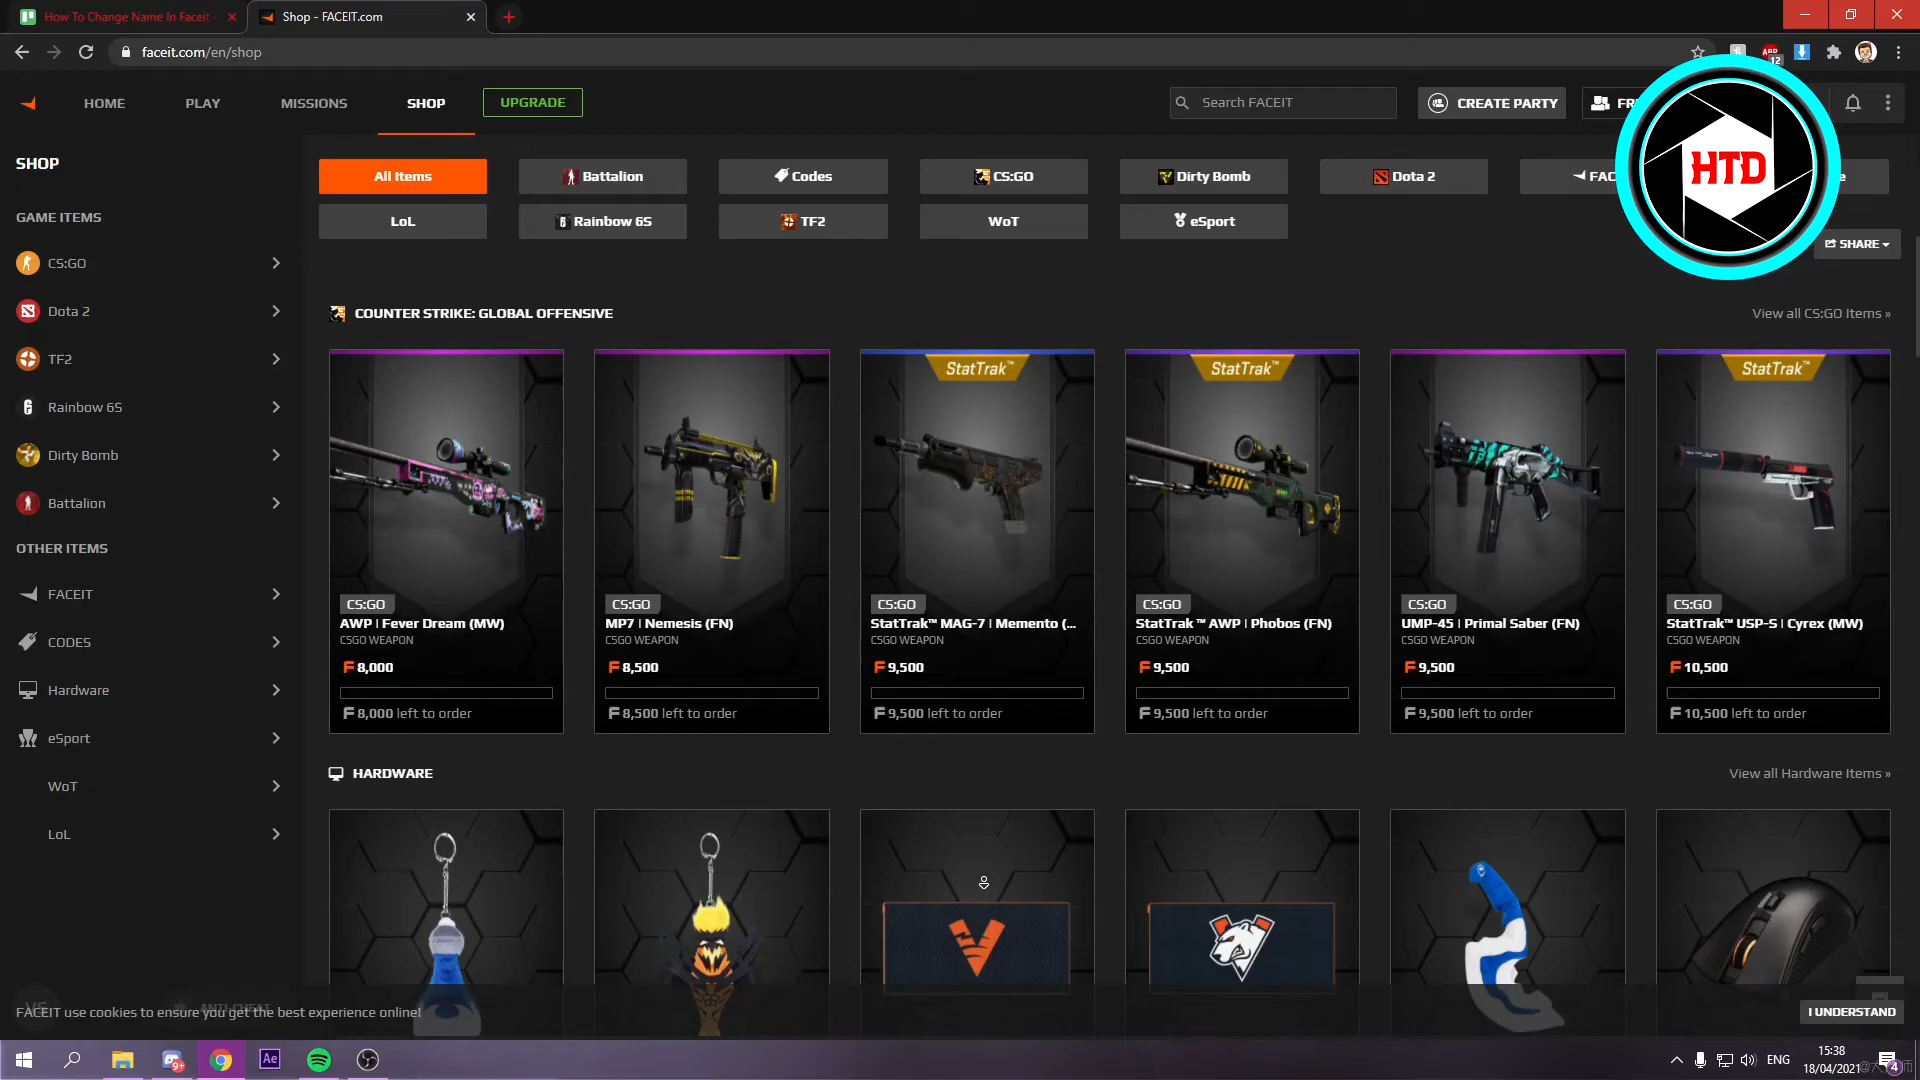 How To Change Name In Faceit
Shop - FACEIT.com
faceit.com/en/shop
ABP
12
HOME
PLAY
MISSIONS
SHOP
UPGRADE
Search FACEIT
CREATE PARTY
HTD
SHOP
All Items
Battalion
Codes
CS:GO
Dirty Bomb
Dota 2
LoL
Rainbow 6S
TF2
WoT
eSport
SHARE
GAME ITEMS
CS:GO
Dota 2
TF2
Rainbow 6S
Dirty Bomb
Battalion
OTHER ITEMS
FACEIT
CODES
Hardware
eSport
WoT
LoL
COUNTER STRIKE: GLOBAL OFFENSIVE
View all CS:GO Items »
StatTrak™
StatTrak™
StatTrak™
CS:GO
AWP | Fever Dream (MW)
CSGO WEAPON
8,000
8,000 left to order
CS:GO
MP7 | Nemesis (FN)
CSGO WEAPON
8,500
8,500 left to order
CS:GO
StatTrak™ MAG-7 | Memento (...
CSGO WEAPON
9,500
9,500 left to order
CS:GO
StatTrak™ AWP | Phobos (FN)
CSGO WEAPON
9,500
9,500 left to order
CS:GO
UMP-45 | Primal Saber (FN)
CSGO WEAPON
9,500
9,500 left to order
CS:GO
StatTrak™ USP-S | Cyrex (MW)
CSGO WEAPON
10,500
10,500 left to order
HARDWARE
View all Hardware Items »
ANTI-CHEAT
FACEIT use cookies to ensure you get the best experience online!
I UNDERSTAND
9+
Ae
ENG
15:38
18/04/2021
4